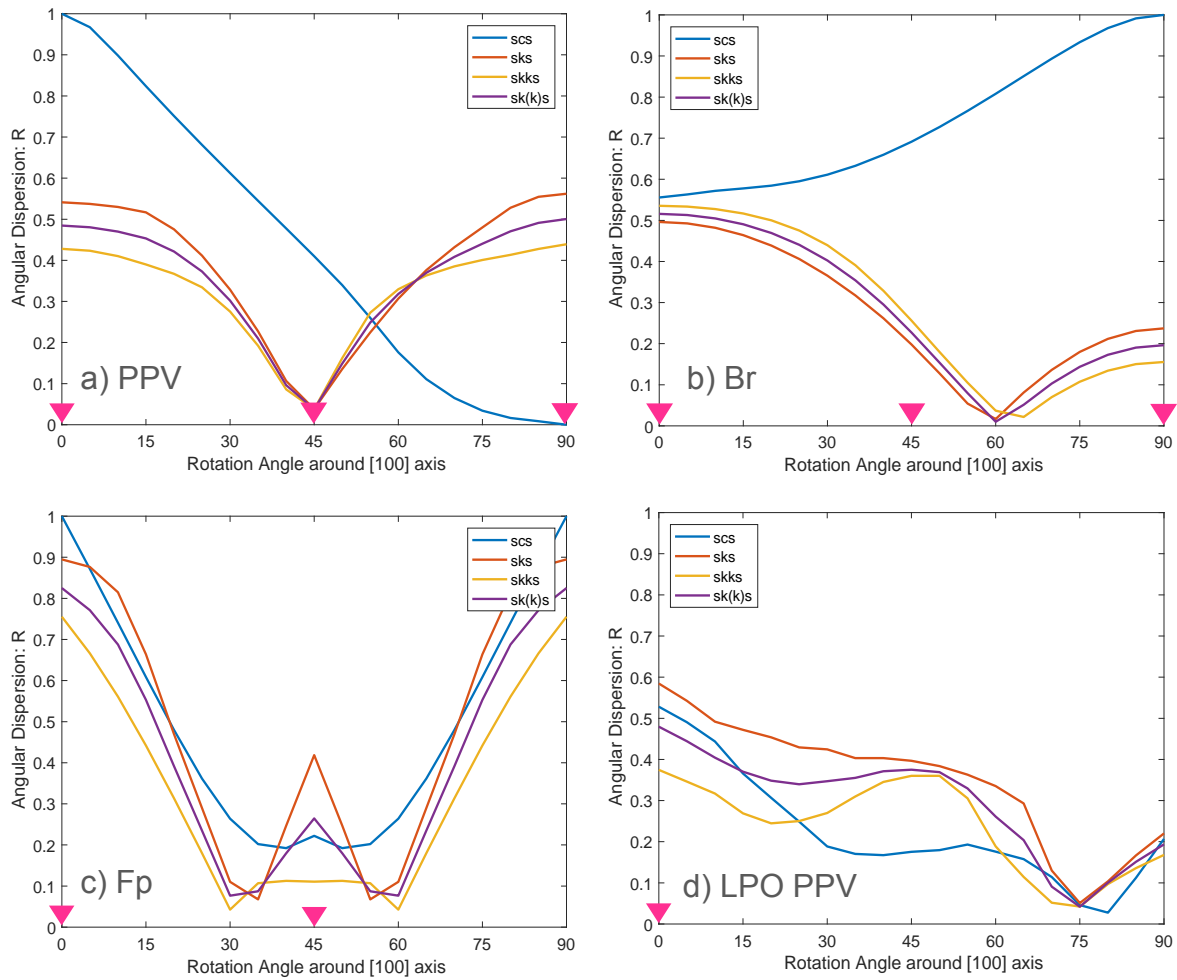 1
0.9
0.8
0.7
0.6
0.5
0.4
0.3
0.2
0.1
0
Angular Dispersion: R
scs
sks
skks
sk(k)s
a) PPV
0 15 30 45 60 75 90
Rotation Angle around [100] axis
1
0.9
0.8
0.7
0.6
0.5
0.4
0.3
0.2
0.1
0
Angular Dispersion: R
scs
sks
skks
sk(k)s
b) Br
0 15 30 45 60 75 90
Rotation Angle around [100] axis
1
0.9
0.8
0.7
0.6
0.5
0.4
0.3
0.2
0.1
0
Angular Dispersion: R
scs
sks
skks
sk(k)s
c) Fp
0 15 30 45 60 75 90
Rotation Angle around [100] axis
1
0.9
0.8
0.7
0.6
0.5
0.4
0.3
0.2
0.1
0
Angular Dispersion: R
scs
sks
skks
sk(k)s
d) LPO PPV
0 15 30 45 60 75 90
Rotation Angle around [100] axis